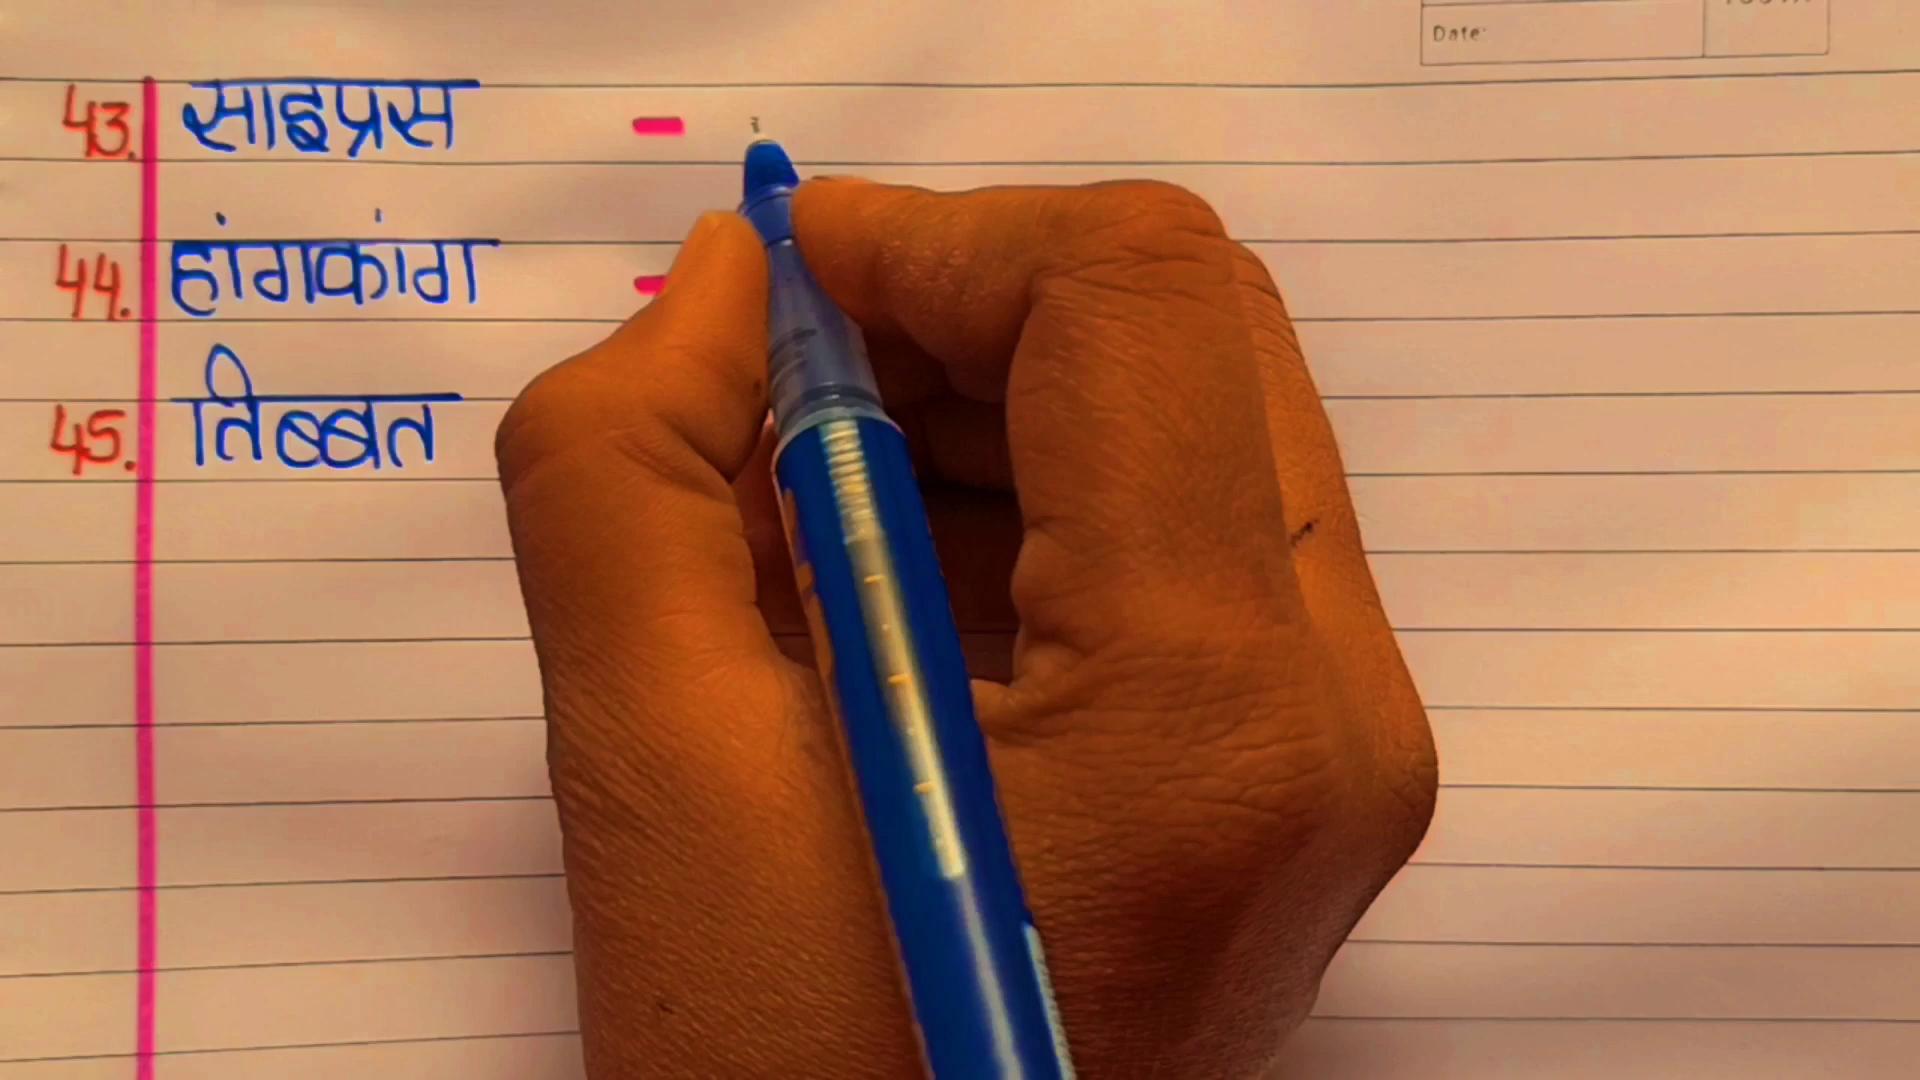 Date:
43. साइप्रस -
44. हांगकांग -
45. तिब्बत